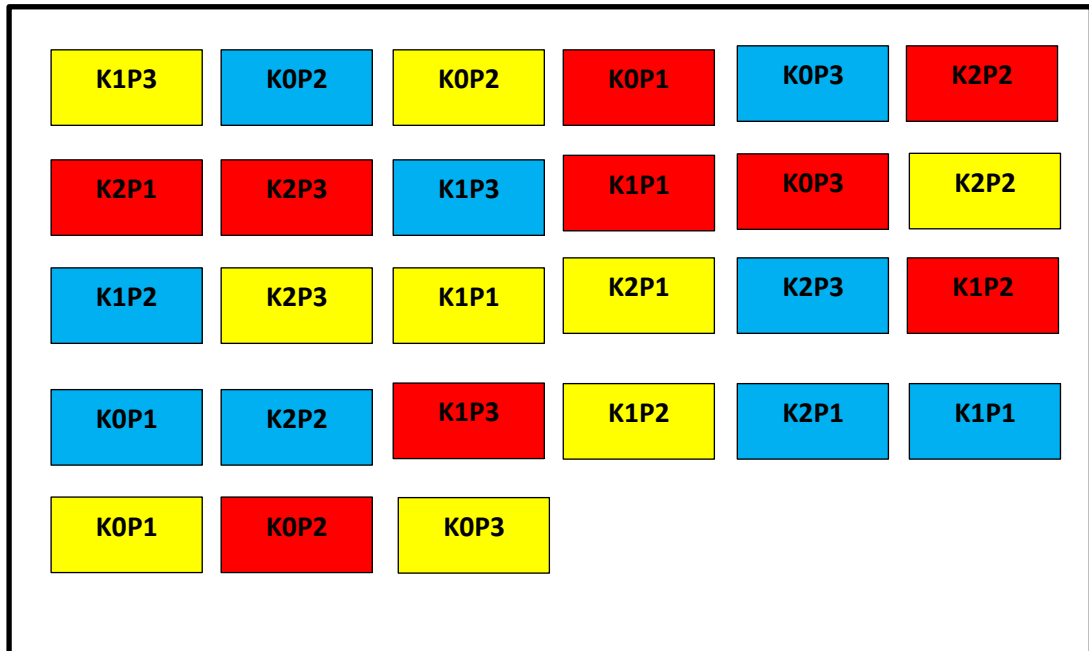 K1P3 K0P2 K0P2 K0P1 K0P3 K2P2
K2P1 K2P3 K1P3 K1P1 K0P3 K2P2
K1P2 K2P3 K1P1 K2P1 K2P3 K1P2
K0P1 K2P2 K1P3 K1P2 K2P1 K1P1
K0P1 K0P2 K0P3